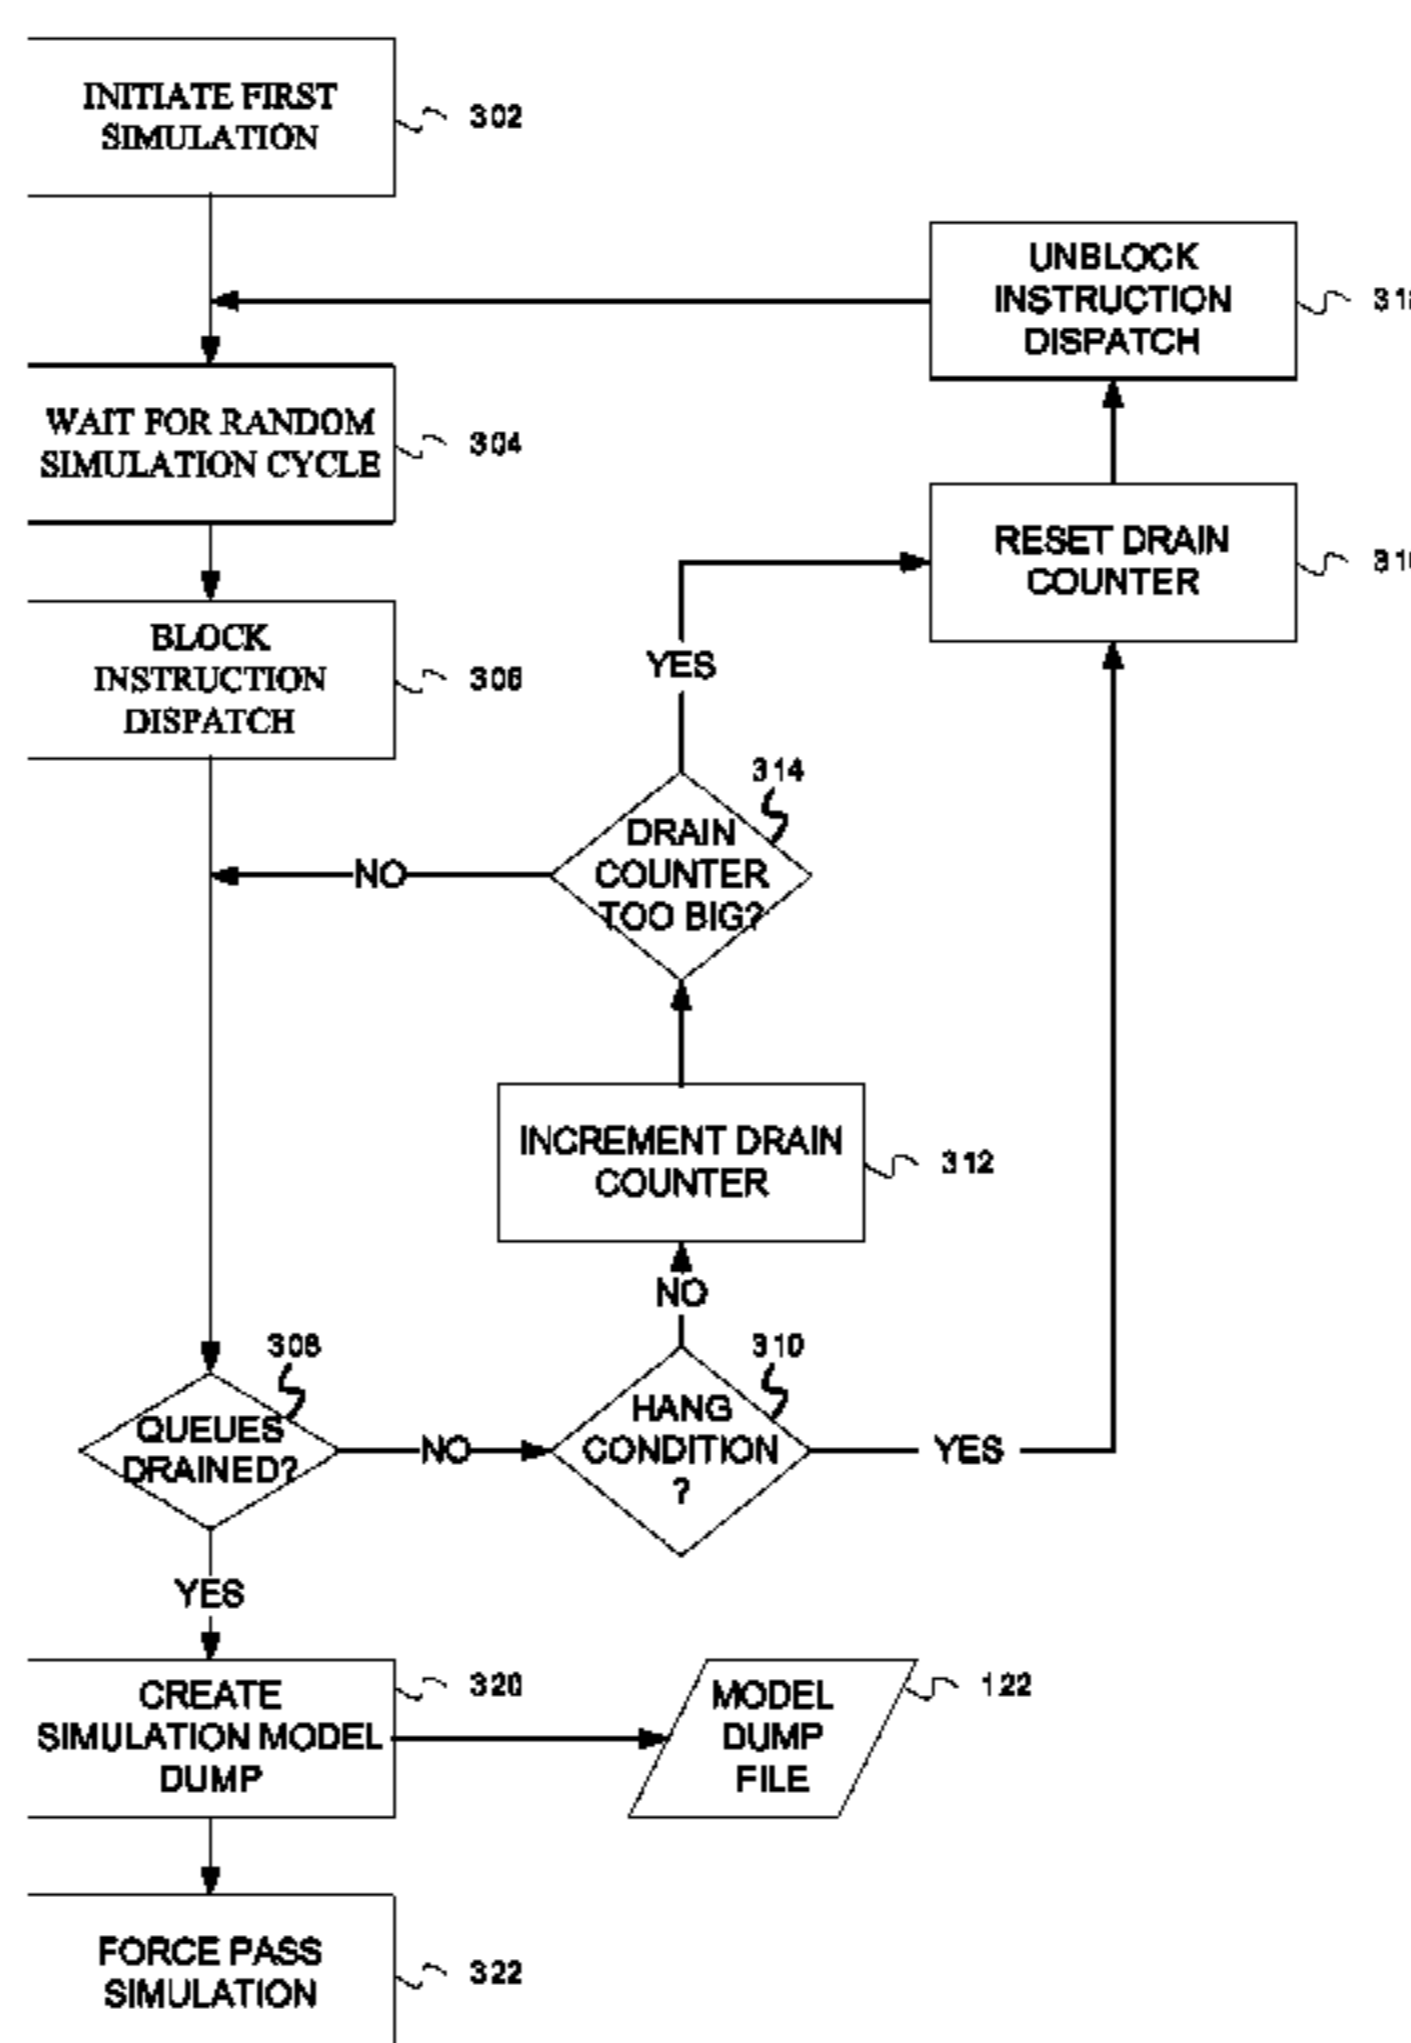 INITIATE FIRST
SIMULATION
302
UNBLOCK
INSTRUCTION
DISPATCH
WAIT FOR RANDOM
SIMULATION CYCLE
304
RESET DRAIN
COUNTER
BLOCK
INSTRUCTION
DISPATCH
306
YES
314
DRAIN
COUNTER
TOO BIG?
NO
INCREMENT DRAIN
COUNTER
312
NO
308
QUEUES
DRAINED?
NO
310
HANG
CONDITION
?
YES
YES
CREATE
SIMULATION MODEL
DUMP
320
MODEL
DUMP
FILE
122
FORCE PASS
SIMULATION
322